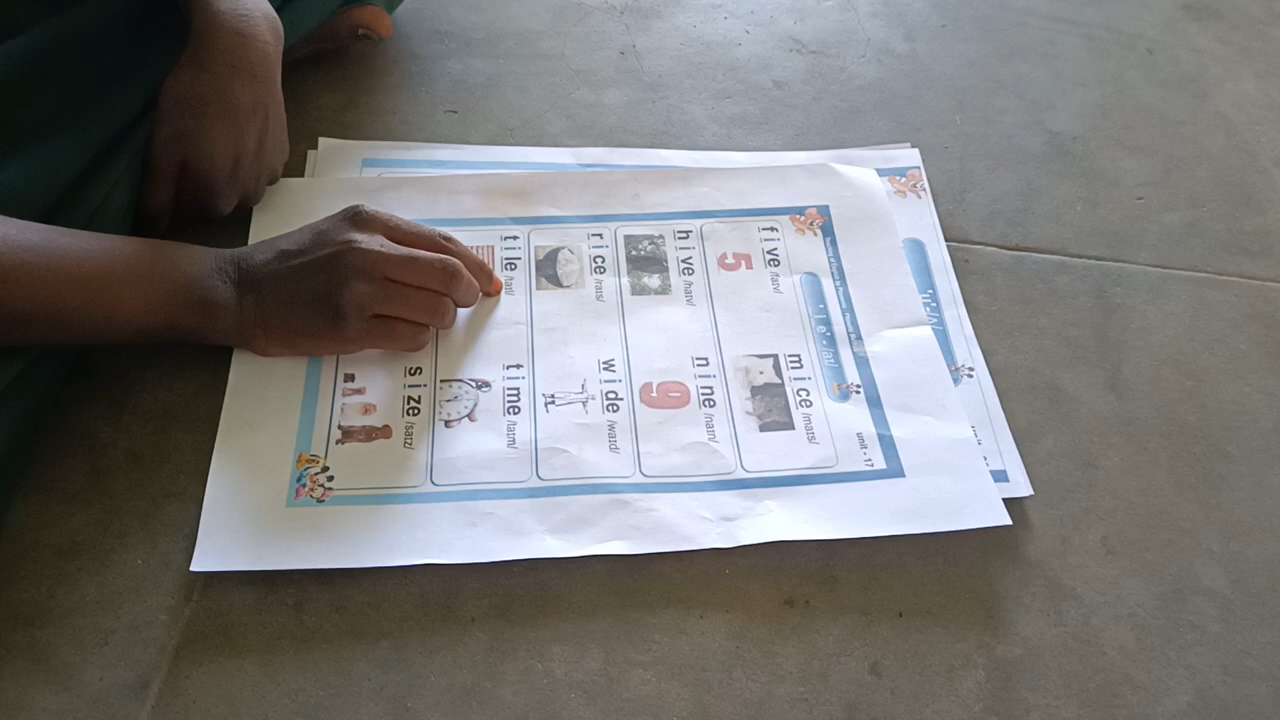 unit - 17
' i e' - /aɪ/
five /faɪv/ mice /maɪs/
5
hive /haɪv/ nine /naɪn/
9
rice /raɪs/ wide /waɪd/
tile /taɪl/ time /taɪm/
size /saɪz/